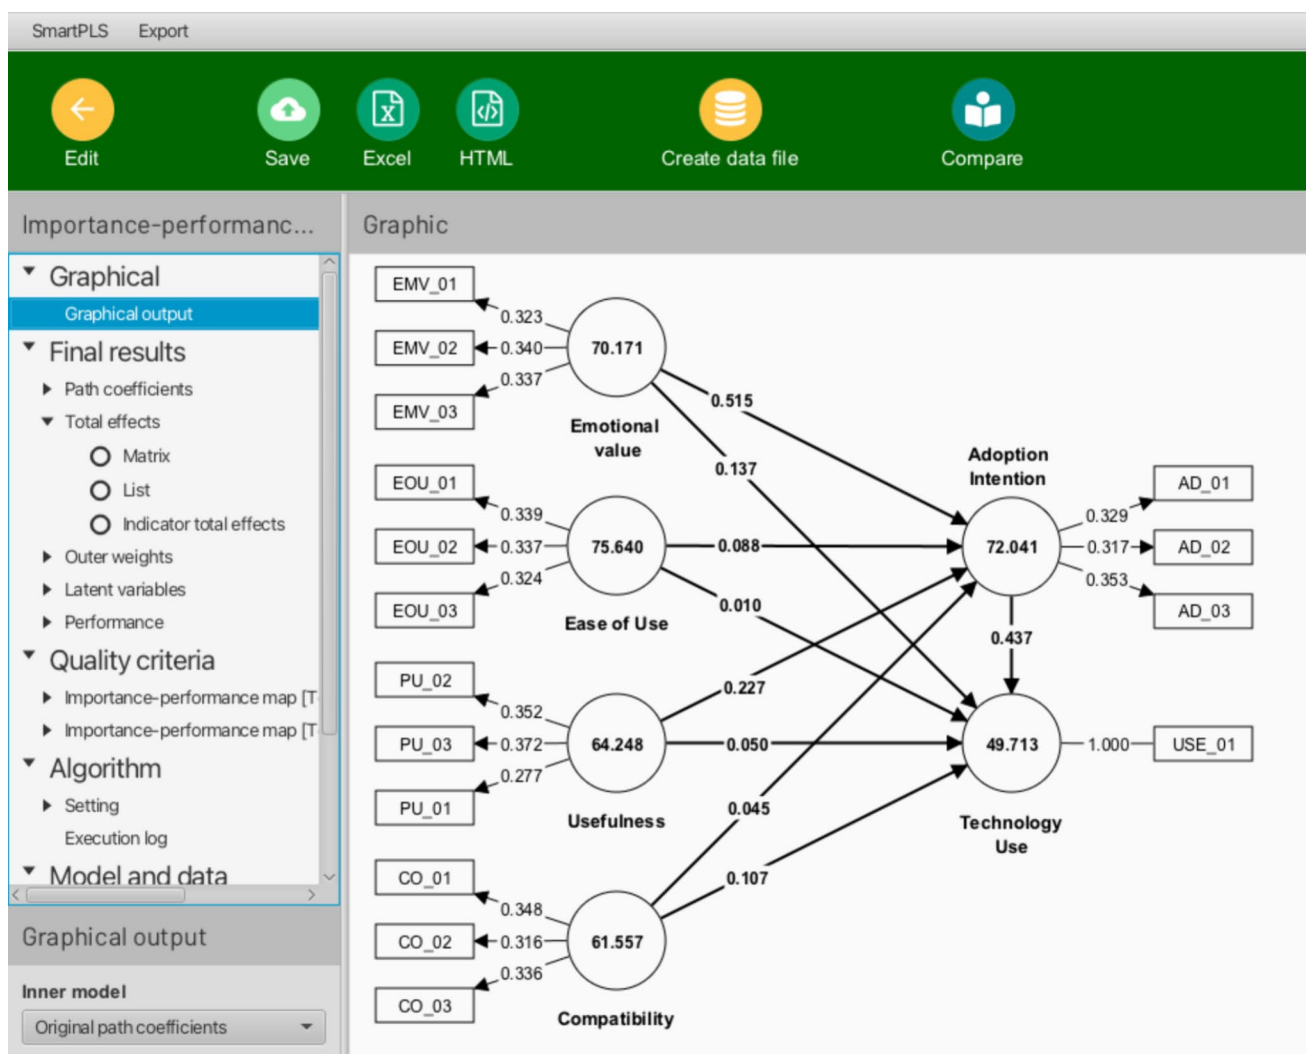 SmartPLS Export
Edit Save Excel HTML Create data file Compare
Importance-performanc...
Graphical
Graphical output
Final results
Path coefficients
Total effects
Matrix
List
Indicator total effects
Outer weights
Latent variables
Performance
Quality criteria
Importance-performance map [T
Importance-performance map [T
Algorithm
Setting
Execution log
Model and data
Graphical output
Inner model
Original path coefficients
Graphic
EMV_01
0.323
EMV_02
0.340
0.337
EMV_03
70.171
Emotional
value
0.515
0.137
EOU_01
0.339
EOU_02
0.337
0.324
EOU_03
75.640
Ease of Use
0.088
0.010
PU_02
0.352
PU_03
0.372
0.277
PU_01
64.248
Usefulness
0.227
0.050
CO_01
0.348
CO_02
0.316
0.336
CO_03
61.557
Compatibility
0.045
0.107
Adoption
Intention
72.041
0.329
AD_01
0.317
AD_02
0.353
AD_03
0.437
49.713
1.000
USE_01
Technology
Use